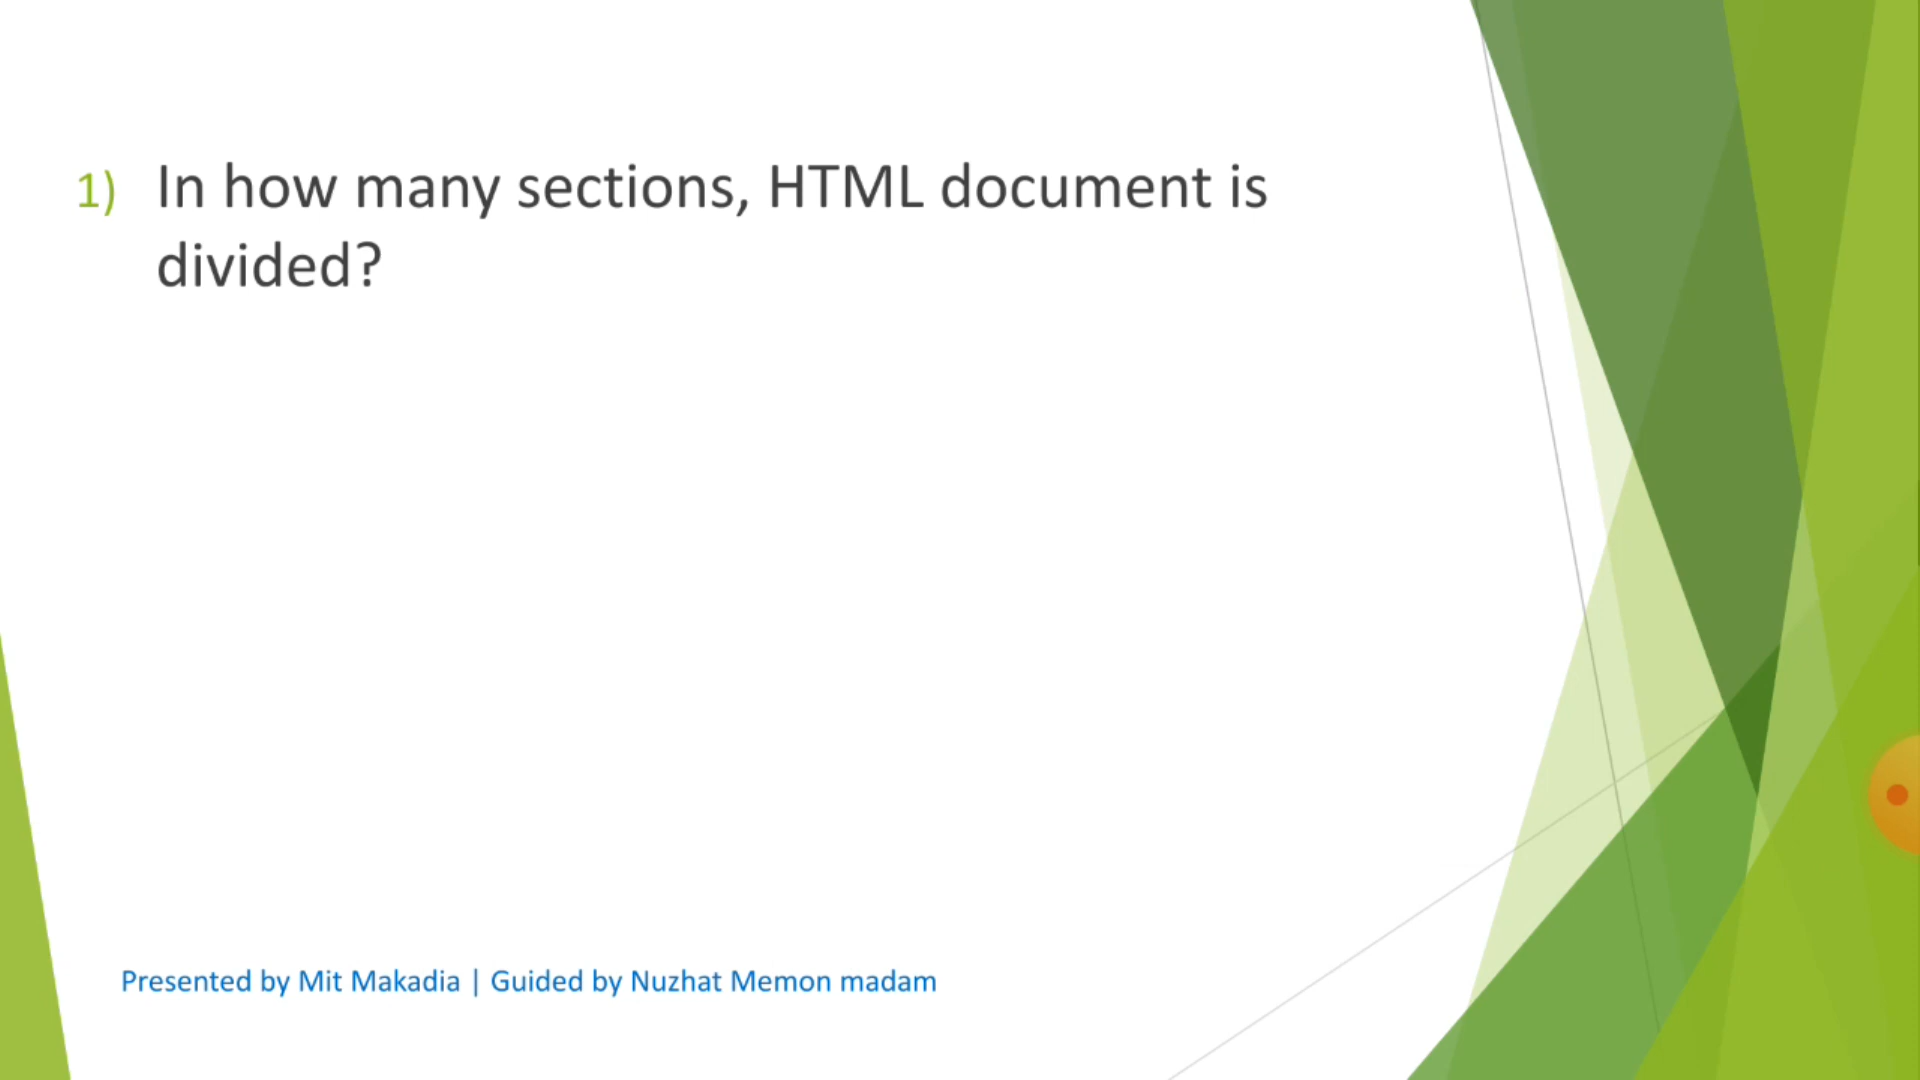 1) In how many sections, HTML document is
divided?
Presented by Mit Makadia | Guided by Nuzhat Memon madam